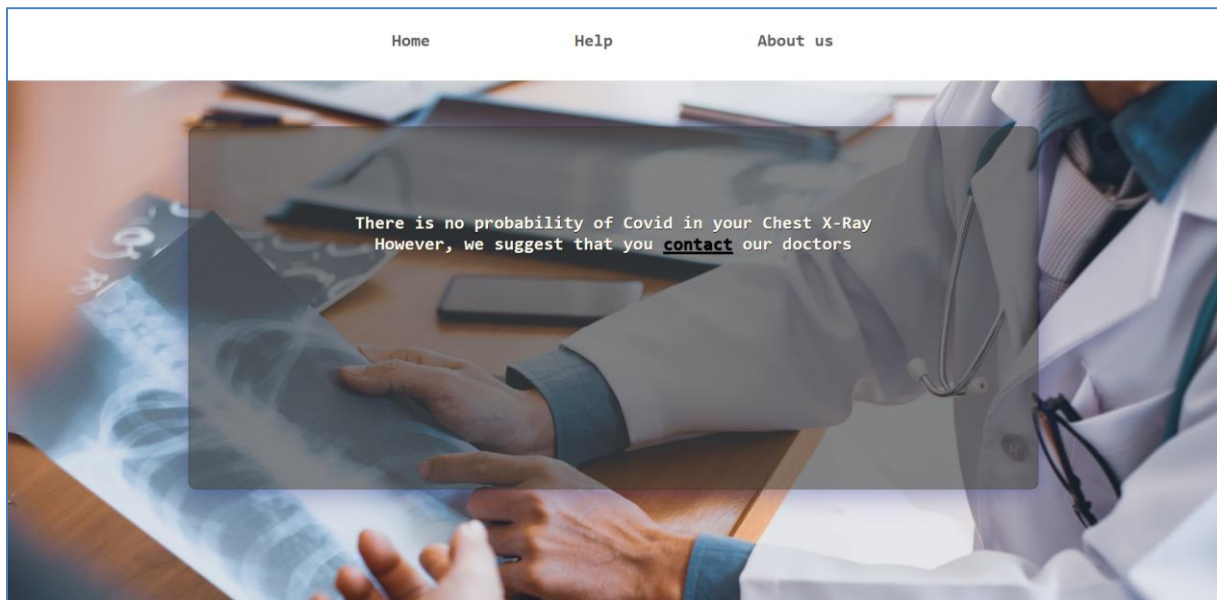 Home Help About us
There is no probability of Covid in your Chest X-Ray
However, we suggest that you contact our doctors